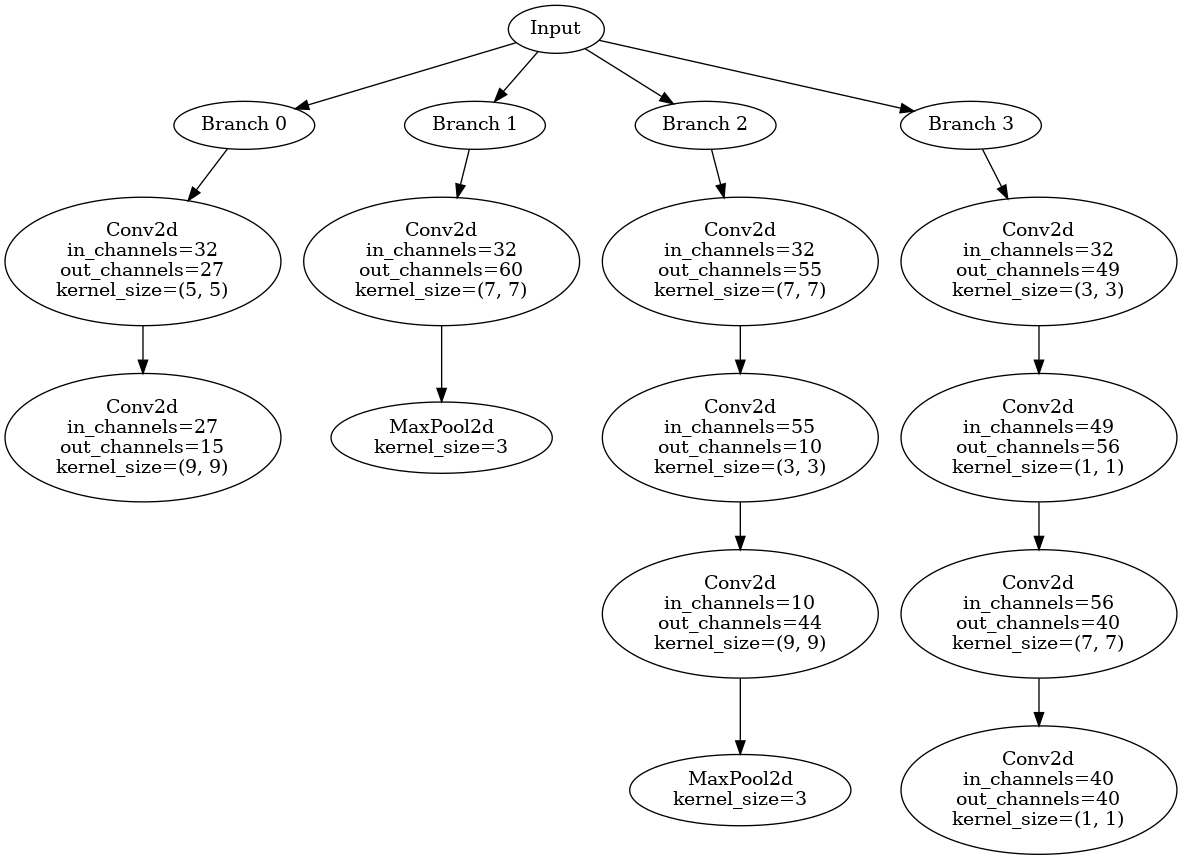 Input
Branch 0
Branch 1
Branch 2
Branch 3
Conv2d
in_channels=32
out_channels=27
kernel_size=(5, 5)
Conv2d
in_channels=32
out_channels=60
kernel_size=(7, 7)
Conv2d
in_channels=32
out_channels=55
kernel_size=(7, 7)
Conv2d
in_channels=32
out_channels=49
kernel_size=(3, 3)
Conv2d
in_channels=27
out_channels=15
kernel_size=(9, 9)
MaxPool2d
kernel_size=3
Conv2d
in_channels=55
out_channels=10
kernel_size=(3, 3)
Conv2d
in_channels=49
out_channels=56
kernel_size=(1, 1)
Conv2d
in_channels=10
out_channels=44
kernel_size=(9, 9)
Conv2d
in_channels=56
out_channels=40
kernel_size=(7, 7)
MaxPool2d
kernel_size=3
Conv2d
in_channels=40
out_channels=40
kernel_size=(1, 1)